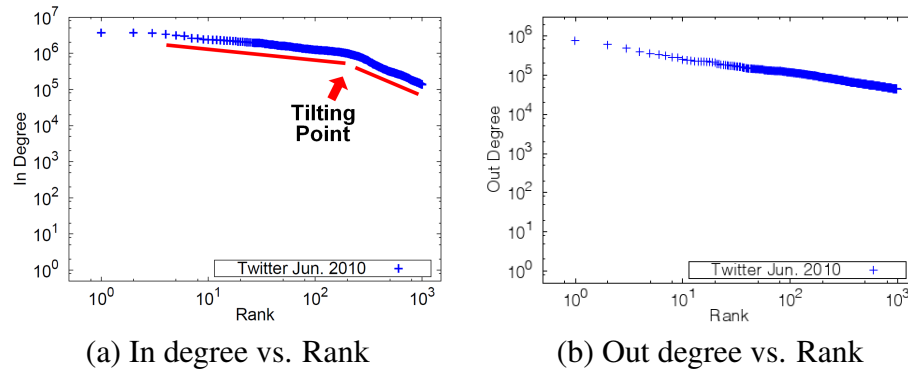 10^7
10^6
10^5
10^4
10^3
10^2
10^1
10^0
In Degree
Tilting
Point
Twitter Jun. 2010
10^0 10^1 10^2 10^3
Rank
(a) In degree vs. Rank
10^6
10^5
10^4
10^3
10^2
10^1
10^0
Out Degree
Twitter Jun. 2010
10^0 10^1 10^2 10^3
Rank
(b) Out degree vs. Rank